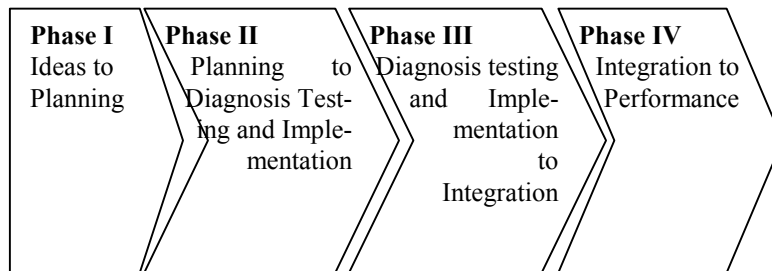 Phase I
Ideas to
Planning
Phase II
Planning to
Diagnosis Test-
ing and Imple-
mentation
Phase III
Diagnosis testing
and Imple-
mentation
to
Integration
Phase IV
Integration to
Performance